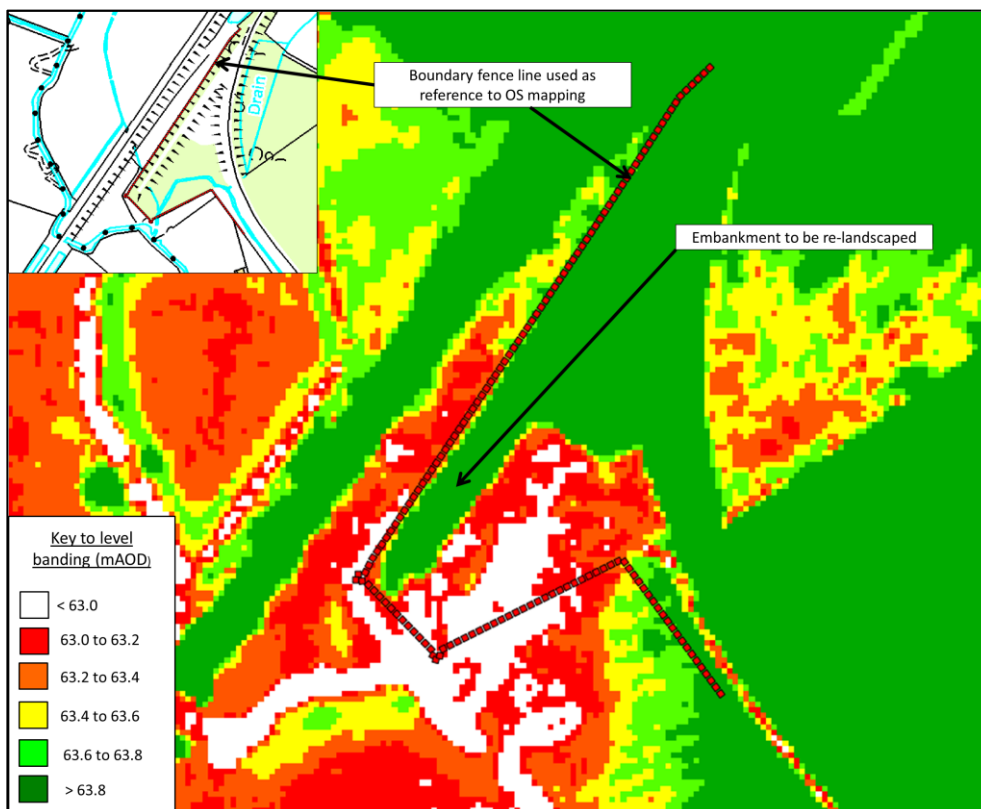 Boundary fence line used as
reference to OS mapping
Drain
Embankment to be re-landscaped
Key to level
banding (mAOD)
< 63.0
63.0 to 63.2
63.2 to 63.4
63.4 to 63.6
63.6 to 63.8
> 63.8